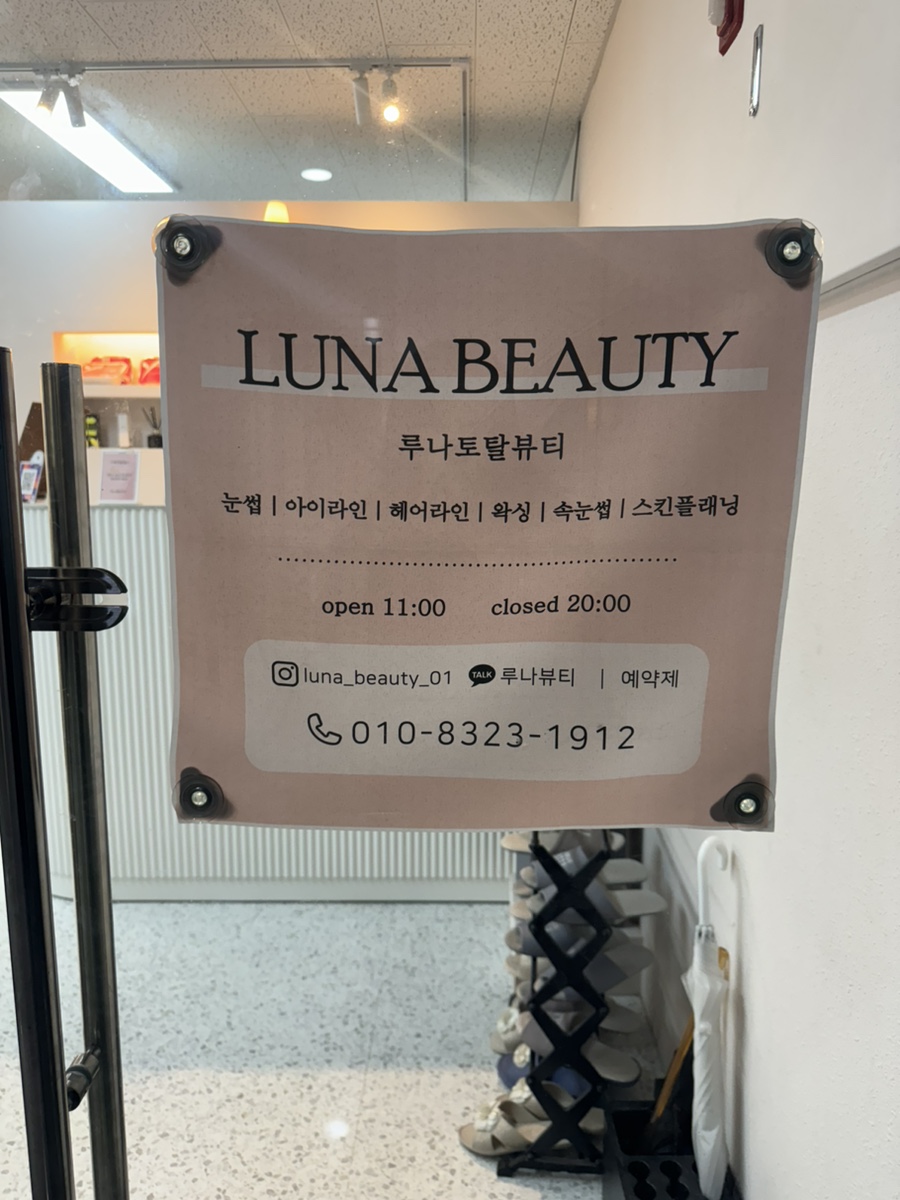 LUNA BEAUTY
루나토탈뷰티
눈썹 | 아이라인 | 헤어라인 | 왁싱 | 속눈썹 | 스킨플래닝
open 11:00 closed 20:00
luna_beauty_01 TALK 루나뷰티 | 예약제
010-8323-1912